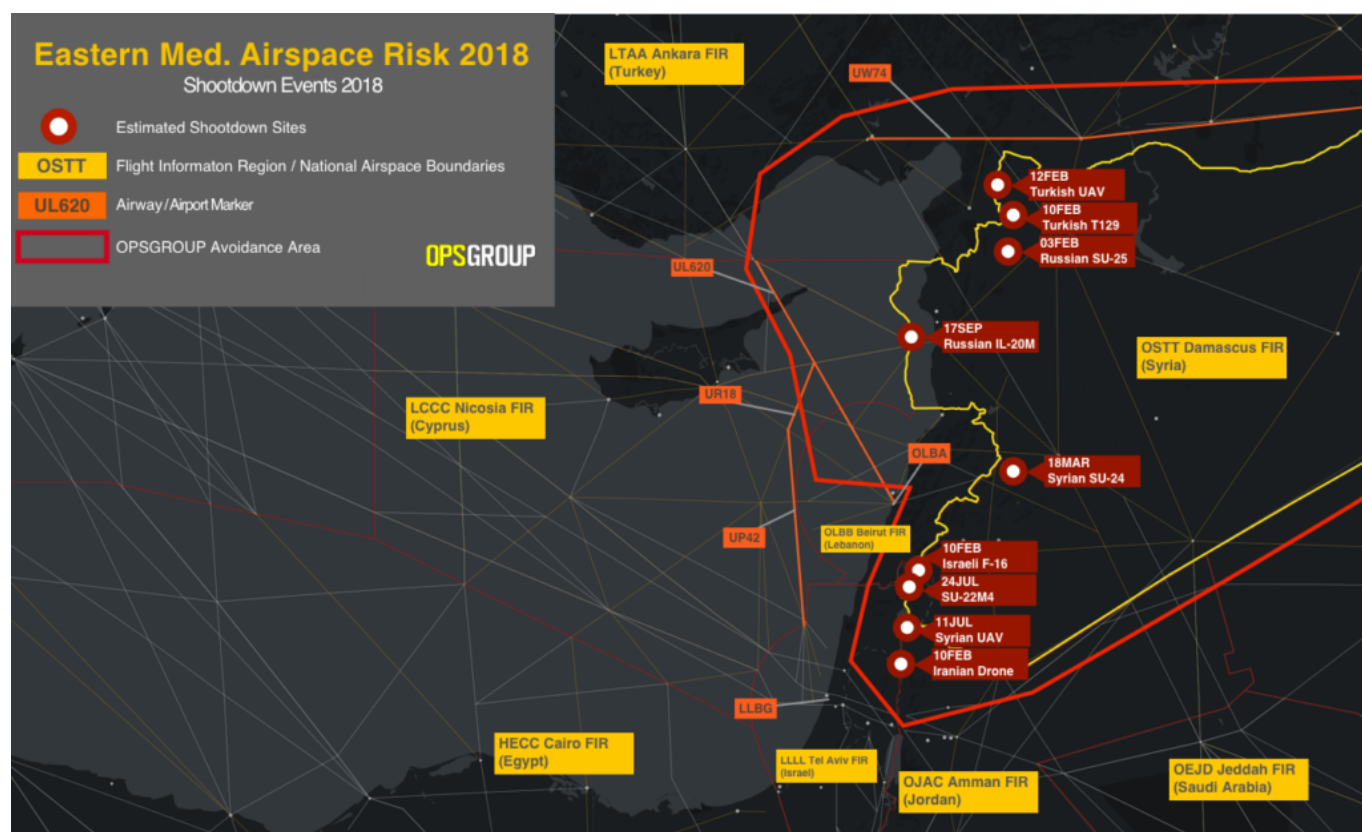 Eastern Med. Airspace Risk 2018
Shootdown Events 2018
Estimated Shootdown Sites
OSTT
Flight Informaton Region / National Airspace Boundaries
UL620
Airway/Airport Marker
OPSGROUP Avoidance Area
OPSGROUP
LTAA Ankara FIR
(Turkey)
UW74
12FEB
Turkish UAV
10FEB
Turkish T129
03FEB
Russian SU-25
UL620
17SEP
Russian IL-20M
OSTT Damascus FIR
(Syria)
UR18
LCCC Nicosia FIR
(Cyprus)
OLBA
18MAR
Syrian SU-24
UP42
OLBB Beirut FIR
(Lebanon)
10FEB
Israeli F-16
24JUL
SU-22M4
11JUL
Syrian UAV
10FEB
Iranian Drone
LLBG
HECC Cairo FIR
(Egypt)
LLLL Tel Aviv FIR
(Israel)
OJAC Amman FIR
(Jordan)
OEJD Jeddah FIR
(Saudi Arabia)